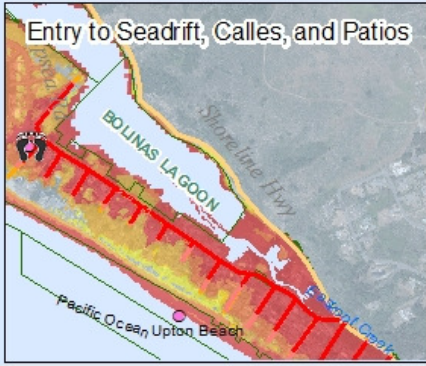 Entry to Seadrift, Calles, and Patios
BOLINAS LAGOON
Shoreline Hwy
Pacific Ocean
Upton Beach